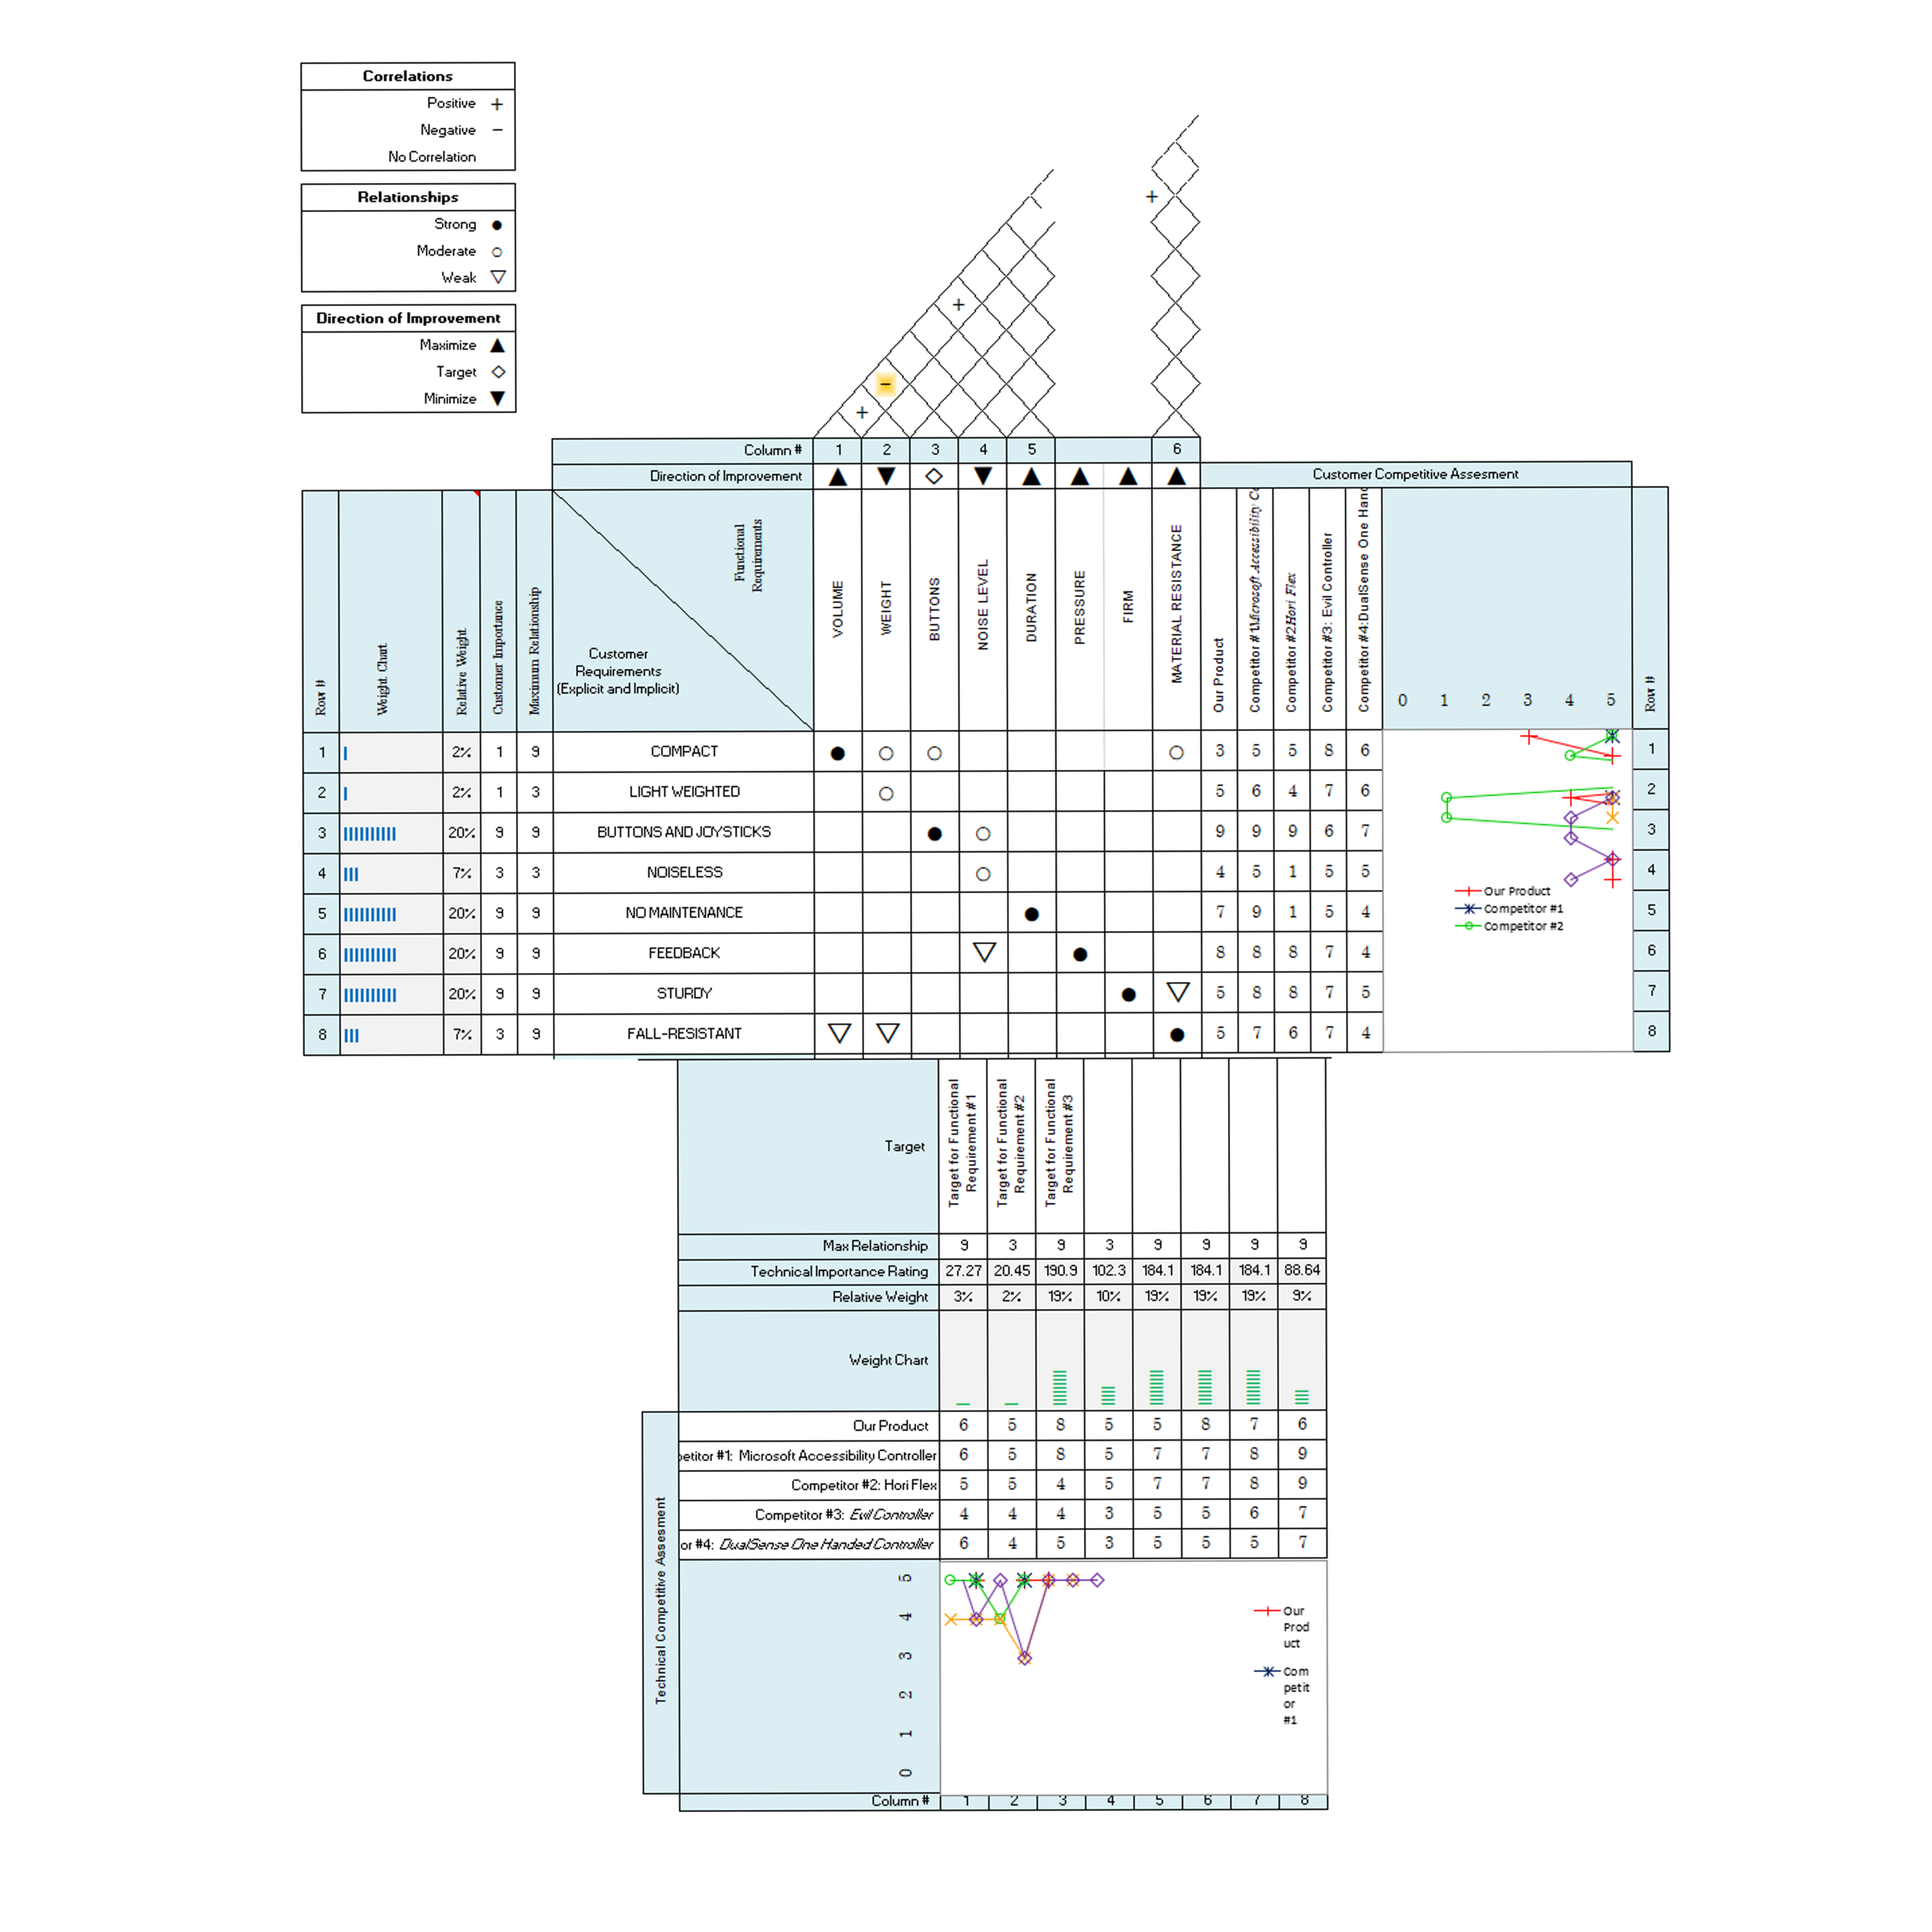 Correlations
Positive +
Negative −
No Correlation
Relationships
Strong ●
Moderate ○
Weak ▽
Direction of Improvement
Maximize ▲
Target ◇
Minimize ▼
+
+
−
+
Column # 1 2 3 4 5 6
Direction of Improvement ▲ ▼ ◇ ▼ ▲ ▲ ▲ ▲ Customer Competitive Assesment
Row #
Weight Chart
Relative Weight
Customer Importance
Maximum Relationship
Customer
Requirements
(Explicit and Implicit)
Functional
Requirements
VOLUME
WEIGHT
BUTTONS
NOISE LEVEL
DURATION
PRESSURE
FIRM
MATERIAL RESISTANCE
Our Product
Competitor # Microsoft Accessibility
Competitor #2Hori Flex
Competitor #3: Evil Controller
Competitor #4:DualSense One Hand
0 1 2 3 4 5
Row #
1 2% 1 9 COMPACT ● ○ ○ ○ 3 5 5 8 6 1
2 2% 1 3 LIGHT WEIGHTED ○ 5 6 4 7 6 2
3 20% 9 9 BUTTONS AND JOYSTICKS ● ○ 9 9 9 6 7 3
4 7% 3 3 NOISELESS ○ 4 5 1 5 5 4
5 20% 9 9 NO MAINTENANCE ● 7 9 1 5 4 5
6 20% 9 9 FEEDBACK ▽ ● 8 8 8 7 4 6
7 20% 9 9 STURDY ● ▽ 5 8 8 7 5 7
8 7% 3 9 FALL-RESISTANT ▽ ▽ ● 5 7 6 7 4 8
Our Product
Competitor #1
Competitor #2
Target
Target for Functional
Requirement #1
Target for Functional
Requirement #2
Target for Functional
Requirement #3
Max Relationship 9 3 9 3 9 9 9 9
Technical Importance Rating 27.27 20.45 190.9 102.3 184.1 184.1 184.1 88.64
Relative Weight 3% 2% 19% 10% 19% 19% 19% 9%
Weight Chart
Technical Competitive Assesment
Our Product 6 5 8 5 5 8 7 6
etitor #1: Microsoft Accessibility Controller 6 5 8 5 7 7 8 9
Competitor #2: Hori Flex 5 5 4 5 7 7 8 9
Competitor #3: Evil Controller 4 4 4 3 5 5 6 7
or #4: DualSense One Handed Controller 6 4 5 3 5 5 5 7
5
4
3
2
1
0
Our
Prod
uct
Com
petit
or
#1
Column # 1 2 3 4 5 6 7 8